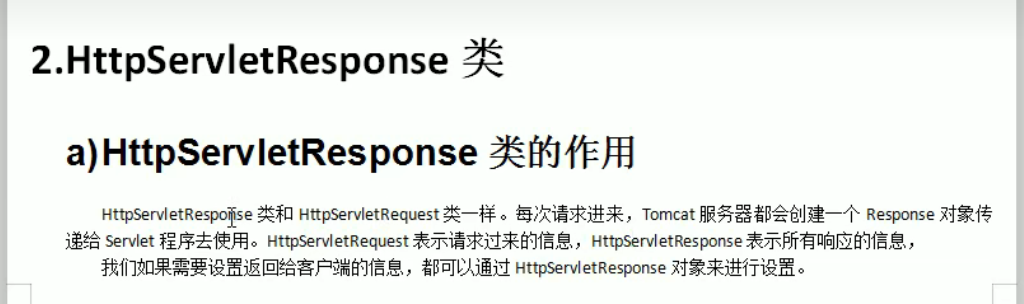 2.HttpServletResponse 类
a)HttpServletResponse 类的作用
HttpServletResponse 类和 HttpServletRequest 类一样。每次请求进来，Tomcat 服务器都会创建一个 Response 对象传
递给 Servlet 程序去使用。HttpServletRequest 表示请求过来的信息，HttpServletResponse 表示所有响应的信息，
我们如果需要设置返回给客户端的信息，都可以通过 HttpServletResponse 对象来进行设置。